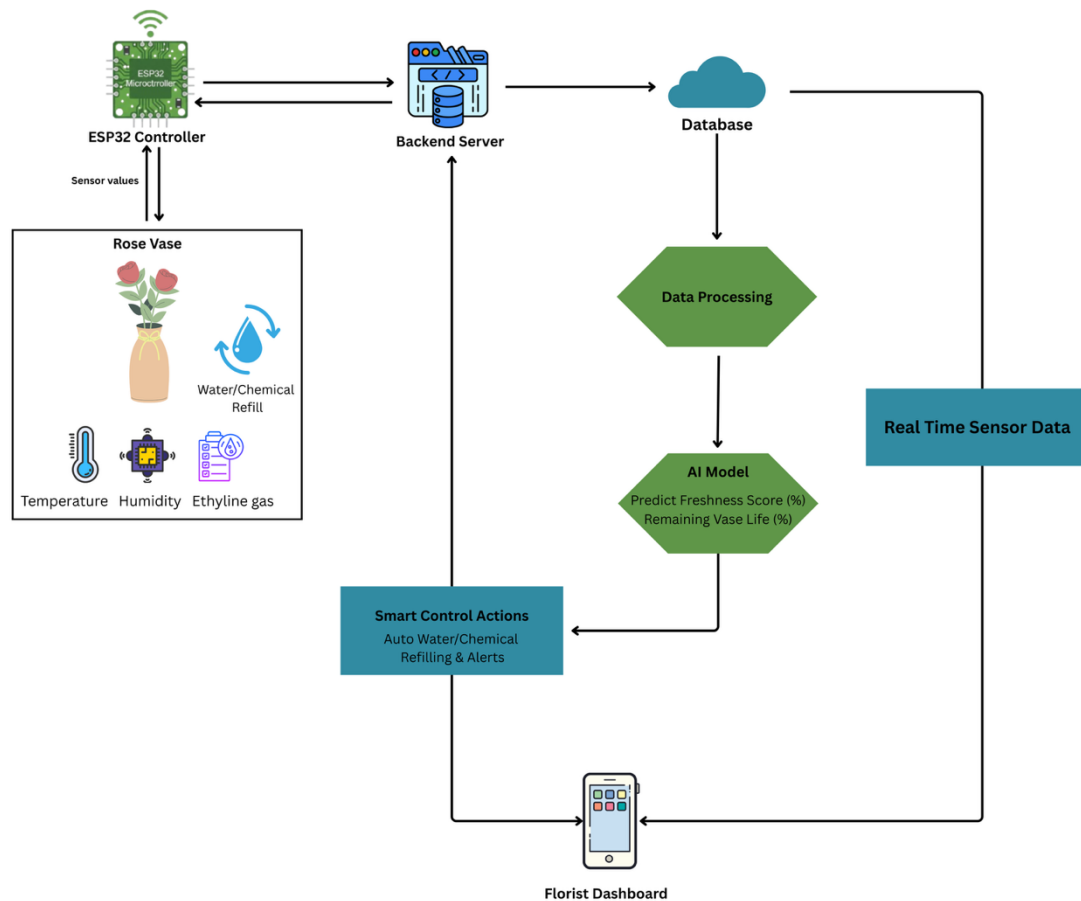 ESP32
Microctroller
ESP32 Controller
Backend Server
Database
Sensor values
Rose Vase
Water/Chemical
Refill
Temperature
Humidity
Ethyline gas
Data Processing
Real Time Sensor Data
AI Model
Predict Freshness Score (%)
Remaining Vase Life (%)
Smart Control Actions
Auto Water/Chemical
Refilling & Alerts
Florist Dashboard